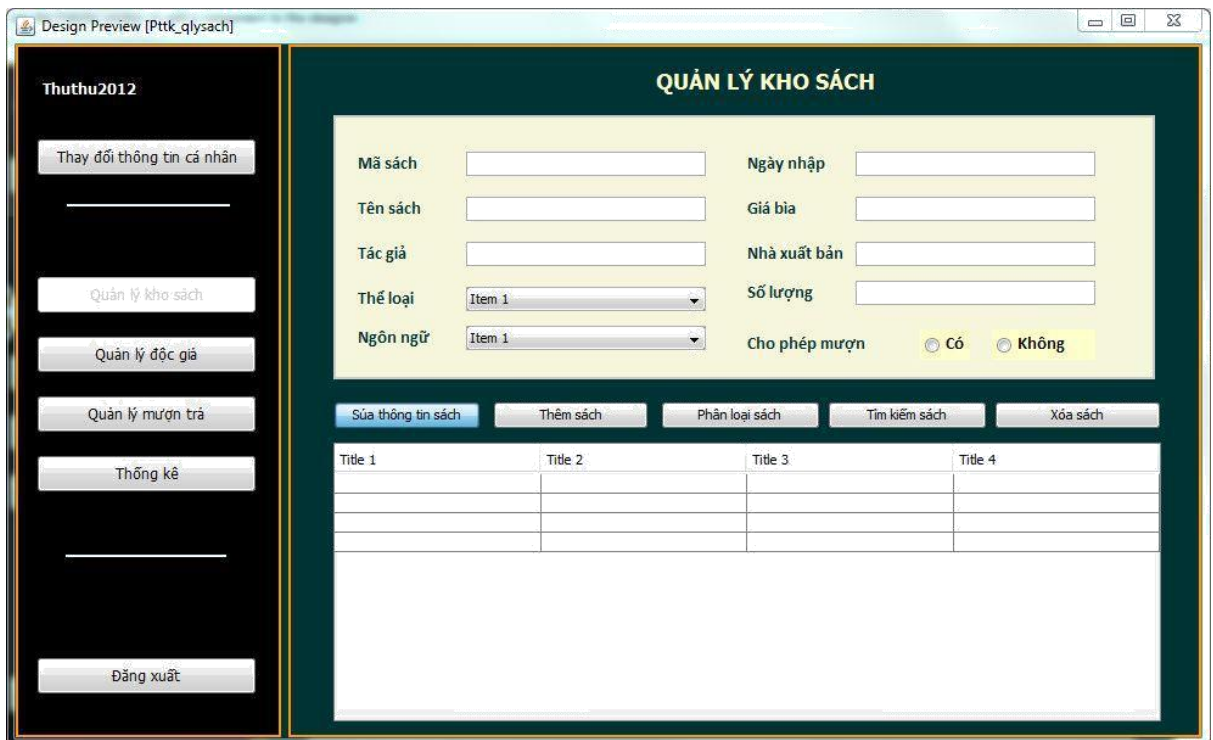 Design Preview [Pttk_qlysach]
Thuthu2012
Thay đổi thông tin cá nhân
Quản lý kho sách
Quản lý độc giả
Quản lý mượn trả
Thống kê
Đăng xuất
QUẢN LÝ KHO SÁCH
Mã sách
Ngày nhập
Tên sách
Giá bìa
Tác giả
Nhà xuất bản
Thể loại Item 1
Số lượng
Ngôn ngữ Item 1
Cho phép mượn Có Không
Sửa thông tin sách Thêm sách Phân loại sách Tìm kiếm sách Xóa sách
Title 1 Title 2 Title 3 Title 4